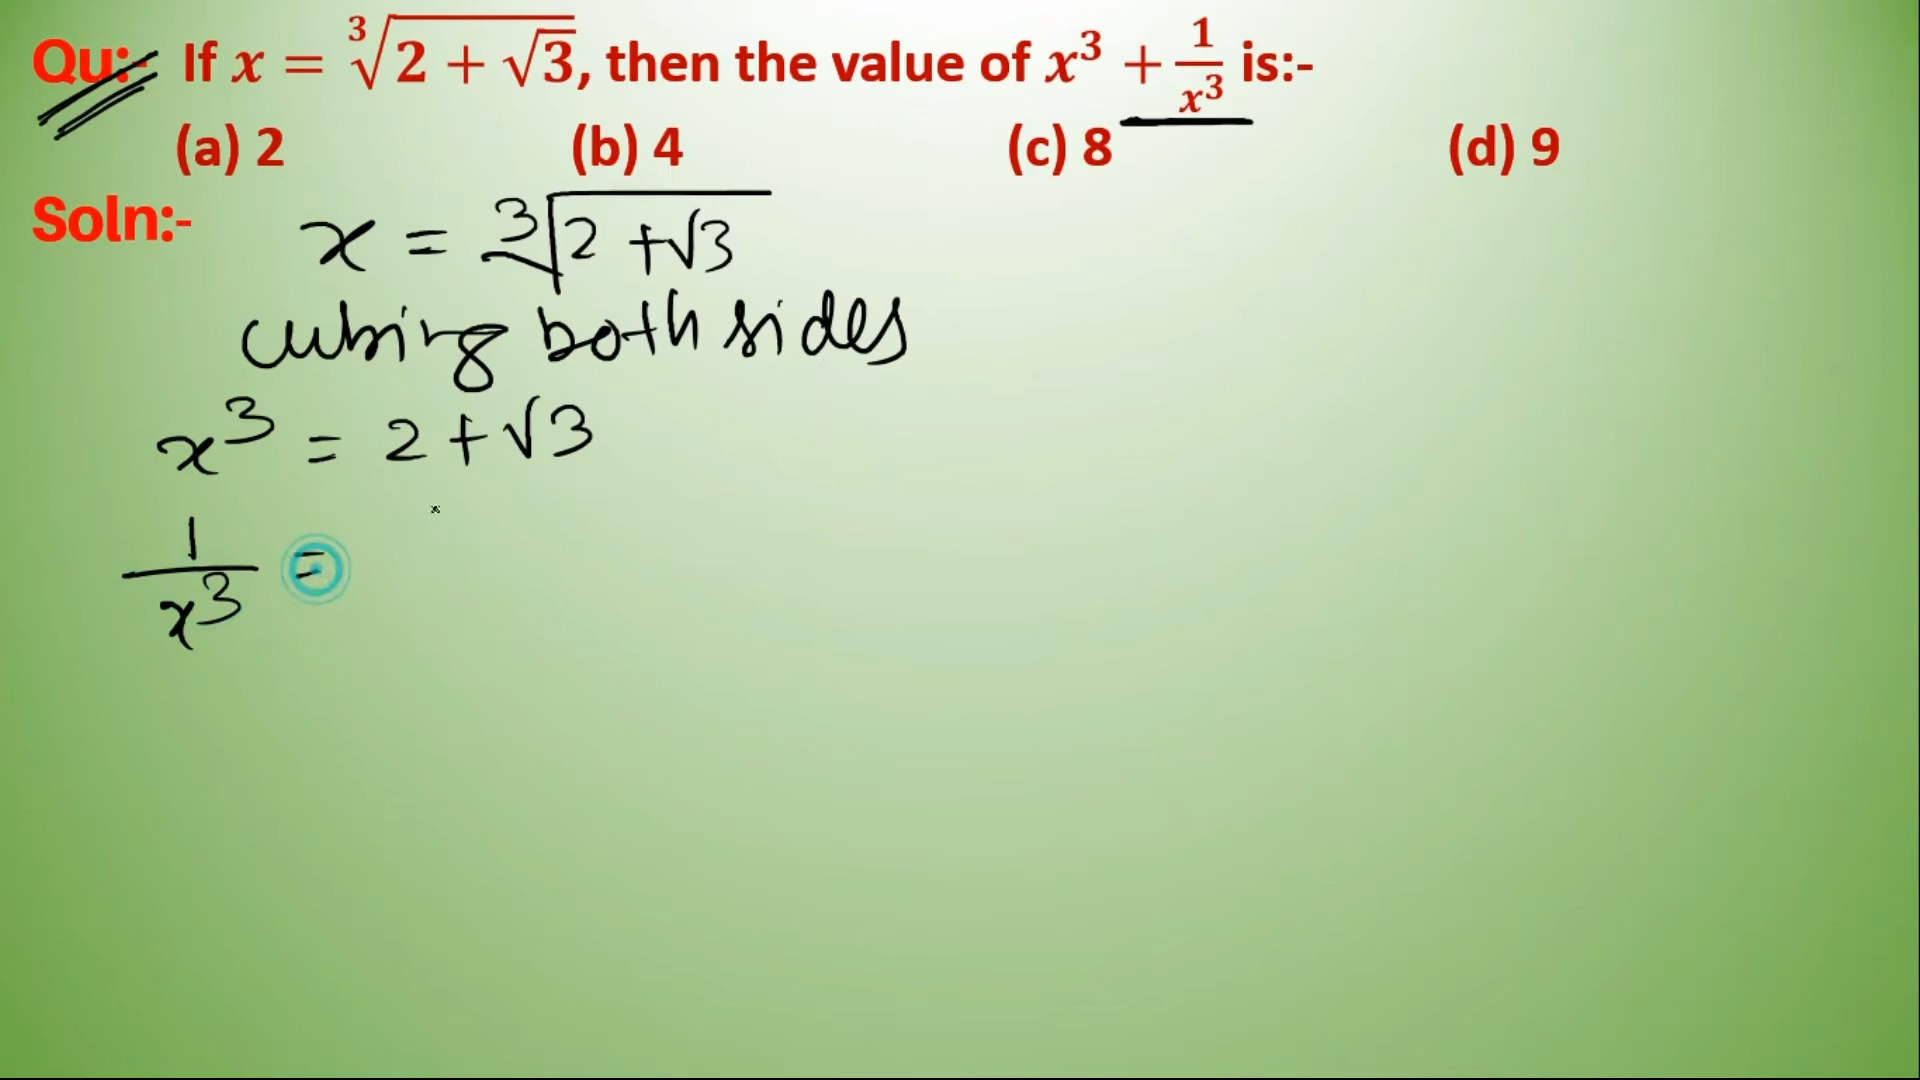 Qu:- If x = ∛(2 + √3), then the value of x³ + 1/x³ is:-
(a) 2 (b) 4 (c) 8 (d) 9
Soln:- x = ∛(2 + √3)
cubing both sides
x³ = 2 + √3
1/x³ =